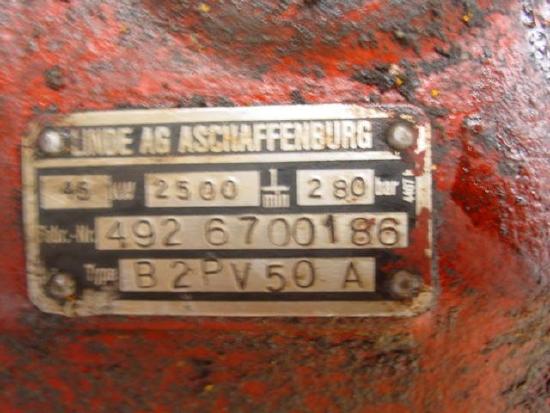 LINDE AG ASCHAFFENBURG
45 kW 2500 1/min 280 bar
Fabr.-Nr. 492 6700186
Type B2PV50 A